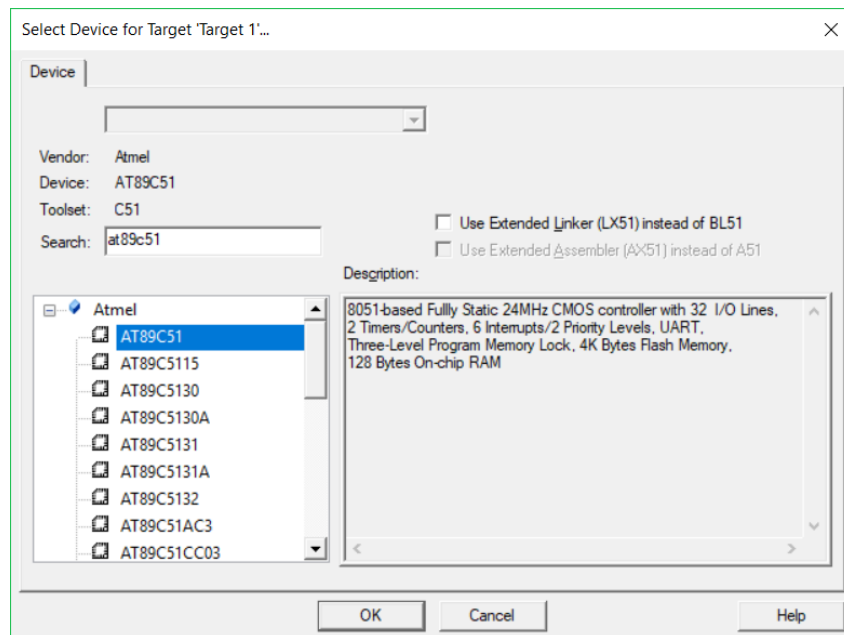 Select Device for Target 'Target 1'...
Device
Vendor: Atmel
Device: AT89C51
Toolset: C51
Search: at89c51
Use Extended Linker (LX51) instead of BL51
Use Extended Assembler (AX51) instead of A51
Description:
Atmel
AT89C51
AT89C5115
AT89C5130
AT89C5130A
AT89C5131
AT89C5131A
AT89C5132
AT89C51AC3
AT89C51CC03
8051-based Fullly Static 24MHz CMOS controller with 32 I/O Lines,
2 Timers/Counters, 6 Interrupts/2 Priority Levels, UART,
Three-Level Program Memory Lock, 4K Bytes Flash Memory,
128 Bytes On-chip RAM
OK Cancel Help